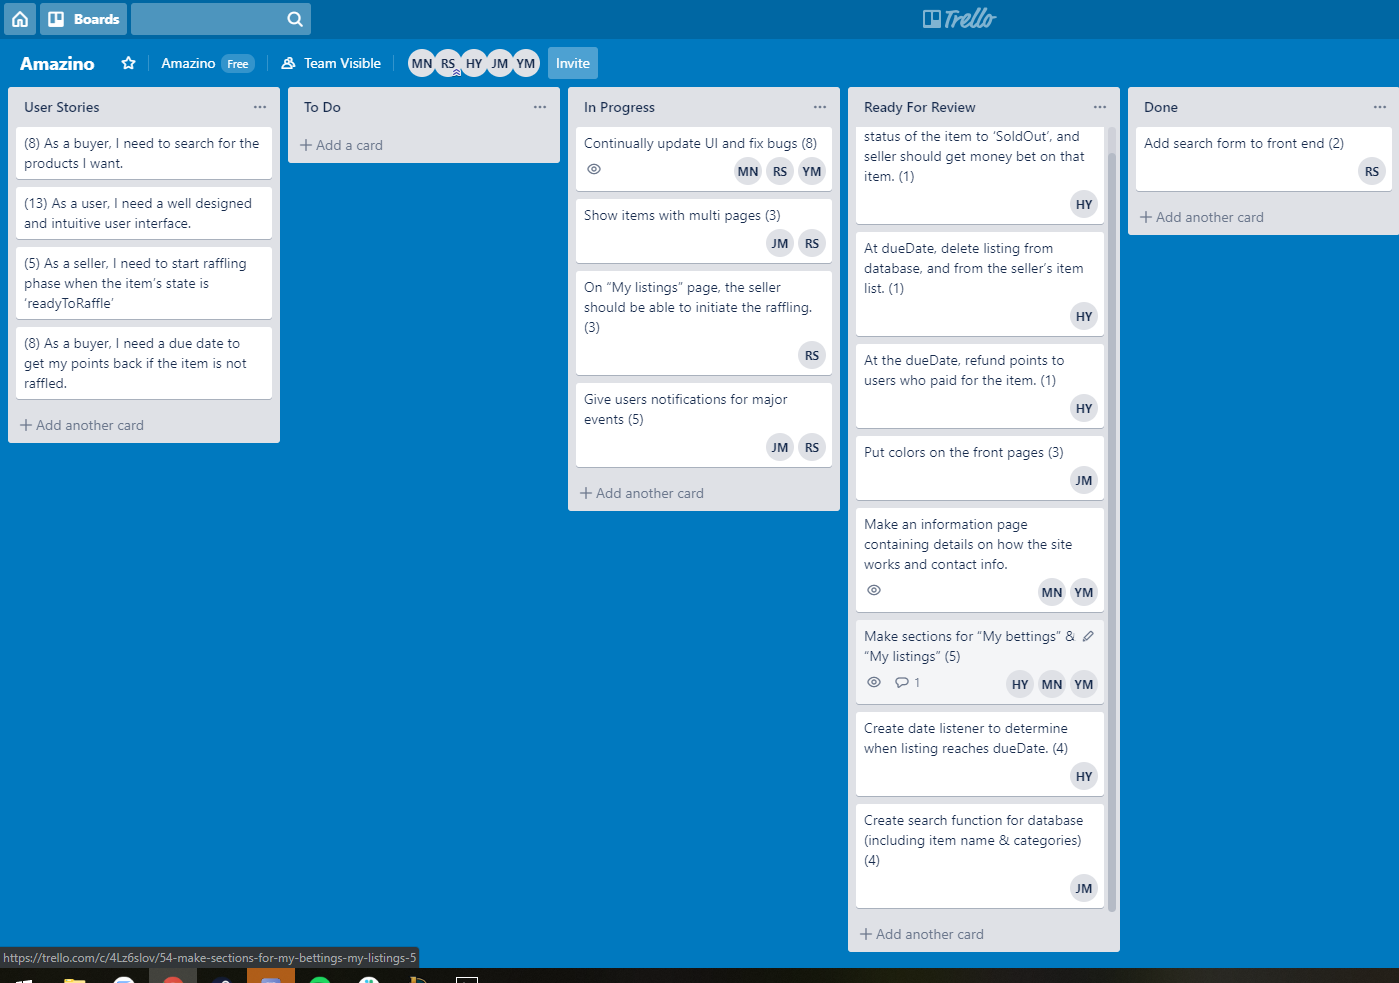 Boards
Trello
Amazino
Amazino Free
Team Visible
MN RS HY JM YM
Invite
User Stories
(8) As a buyer, I need to search for the
products I want.
(13) As a user, I need a well designed
and intuitive user interface.
(5) As a seller, I need to start raffling
phase when the item's state is
'readyToRaffle'
(8) As a buyer, I need a due date to
get my points back if the item is not
raffled.
+ Add another card
To Do
+ Add a card
In Progress
Continually update UI and fix bugs (8)
MN RS YM
Show items with multi pages (3)
JM RS
On “My listings” page, the seller
should be able to initiate the raffling.
(3)
RS
Give users notifications for major
events (5)
JM RS
+ Add another card
Ready For Review
status of the item to ‘SoldOut’, and
seller should get money bet on that
item. (1)
HY
At dueDate, delete listing from
database, and from the seller’s item
list. (1)
HY
At the dueDate, refund points to
users who paid for the item. (1)
HY
Put colors on the front pages (3)
JM
Make an information page
containing details on how the site
works and contact info.
MN YM
Make sections for “My bettings” &
“My listings” (5)
1
HY MN YM
Create date listener to determine
when listing reaches dueDate. (4)
HY
Create search function for database
(including item name & categories)
(4)
JM
+ Add another card
Done
Add search form to front end (2)
RS
+ Add another card
https://trello.com/c/4Lz6slov/54-make-sections-for-my-bettings-my-listings-5